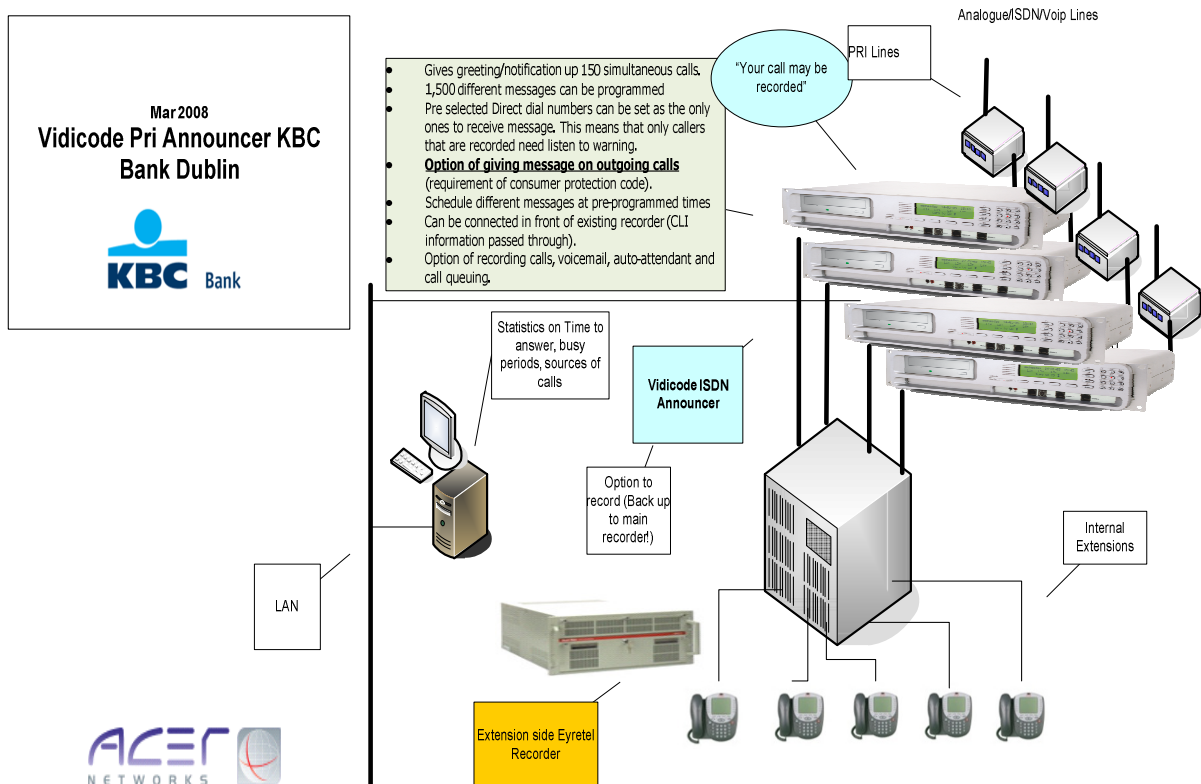 Analogue/ISDN/Voip Lines
PRI Lines
Mar 2008
Vidicode Pri Announcer KBC
Bank Dublin
KBC Bank
• Gives greeting/notification up 150 simultaneous calls.
• 1,500 different messages can be programmed
• Pre selected Direct dial numbers can be set as the only
ones to receive message. This means that only callers
that are recorded need listen to warning.
• Option of giving message on outgoing calls
(requirement of consumer protection code).
• Schedule different messages at pre-programmed times
• Can be connected in front of existing recorder (CLI
information passed through).
• Option of recording calls, voicemail, auto-attendant and
call queuing.
“Your call may be
recorded”
Statistics on Time to
answer, busy
periods, sources of
calls
Vidicode ISDN
Announcer
Option to
record (Back up
to main
recorder!)
Internal
Extensions
LAN
Extension side Eyretel
Recorder
ACEr
NETWORKS